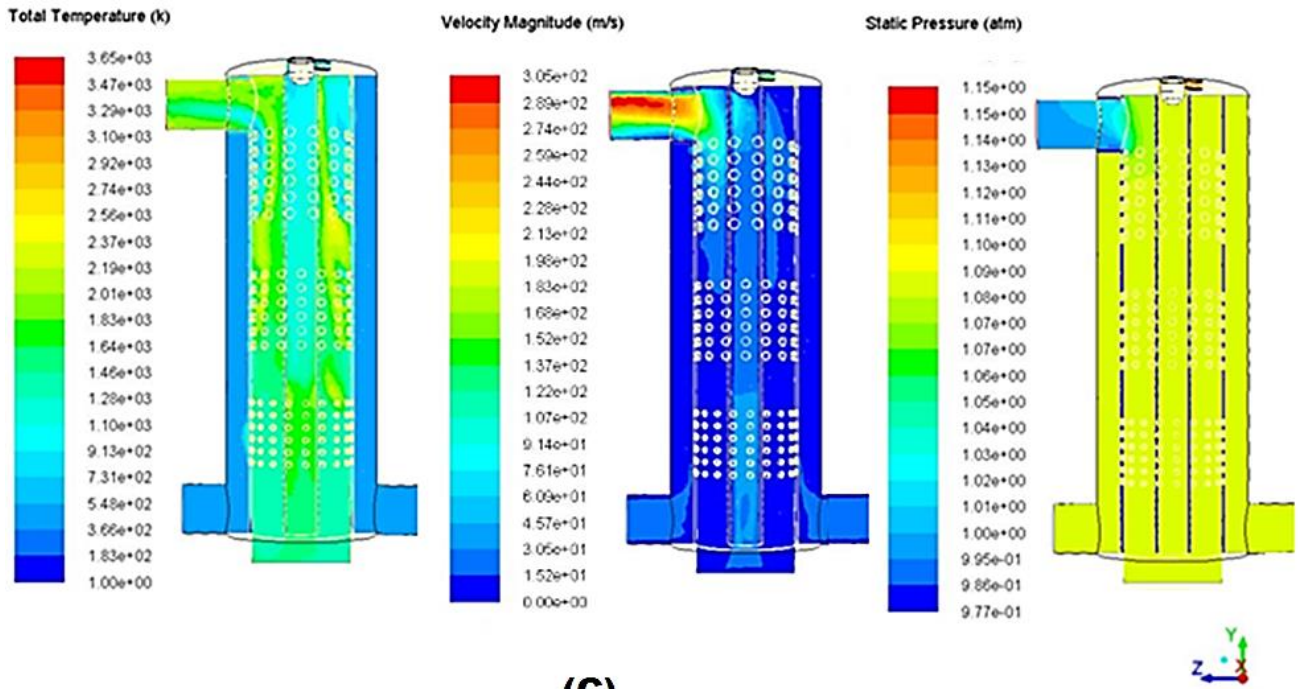 Total Temperature (k)
3.65e+03
3.47e+03
3.29e+03
3.10e+03
2.92e+03
2.74e+03
2.56e+03
2.37e+03
2.19e+03
2.01e+03
1.83e+03
1.64e+03
1.46e+03
1.28e+03
1.10e+03
9.13e+02
7.31e+02
5.48e+02
3.66e+02
1.83e+02
1.00e+00
Velocity Magnitude (m/s)
3.05e+02
2.89e+02
2.74e+02
2.59e+02
2.44e+02
2.28e+02
2.13e+02
1.98e+02
1.83e+02
1.68e+02
1.52e+02
1.37e+02
1.22e+02
1.07e+02
9.14e+01
7.61e+01
6.09e+01
4.57e+01
3.05e+01
1.52e+01
0.00e+00
Static Pressure (atm)
1.15e+00
1.15e+00
1.14e+00
1.13e+00
1.12e+00
1.11e+00
1.10e+00
1.09e+00
1.08e+00
1.07e+00
1.07e+00
1.06e+00
1.05e+00
1.04e+00
1.03e+00
1.02e+00
1.01e+00
1.00e+00
9.95e-01
9.86e-01
9.77e-01
Y
Z X
(C)